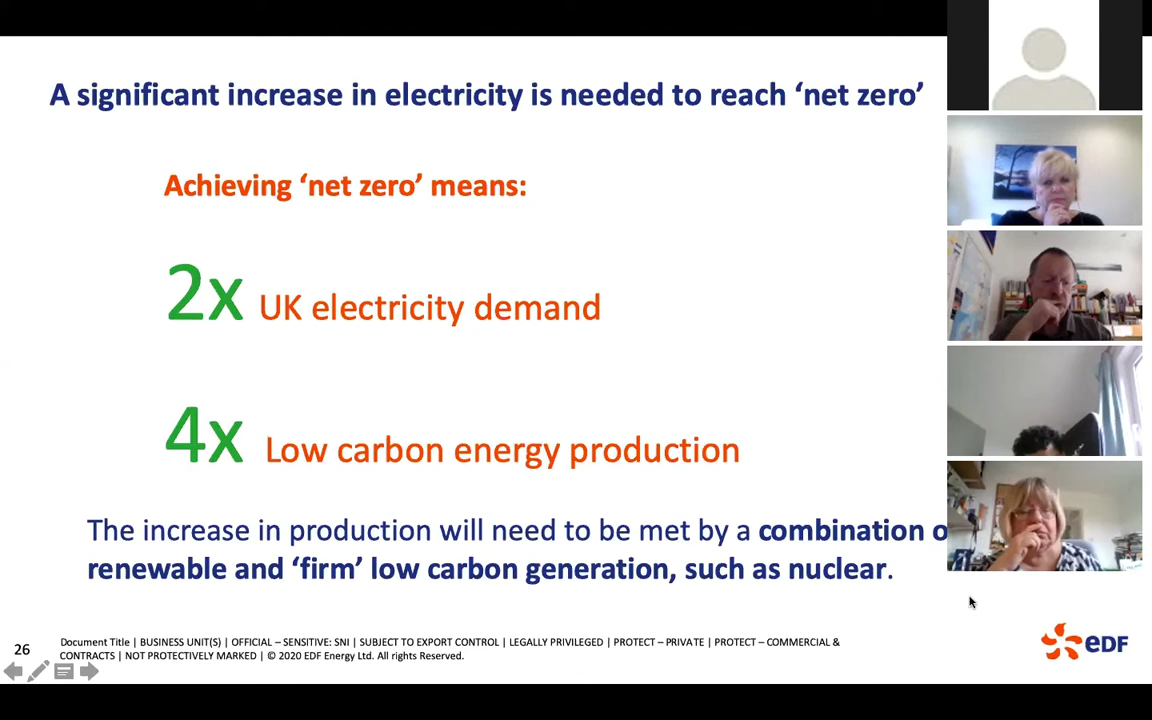 A significant increase in electricity is needed to reach ‘net zero’
Achieving ‘net zero’ means:
2x UK electricity demand
4x Low carbon energy production
The increase in production will need to be met by a combination o
renewable and ‘firm’ low carbon generation, such as nuclear.
26
Document Title | BUSINESS UNIT(S) | OFFICIAL – SENSITIVE: SNI | SUBJECT TO EXPORT CONTROL | LEGALLY PRIVILEGED | PROTECT – PRIVATE | PROTECT – COMMERCIAL &
CONTRACTS | NOT PROTECTIVELY MARKED | © 2020 EDF Energy Ltd. All rights Reserved.
eDF